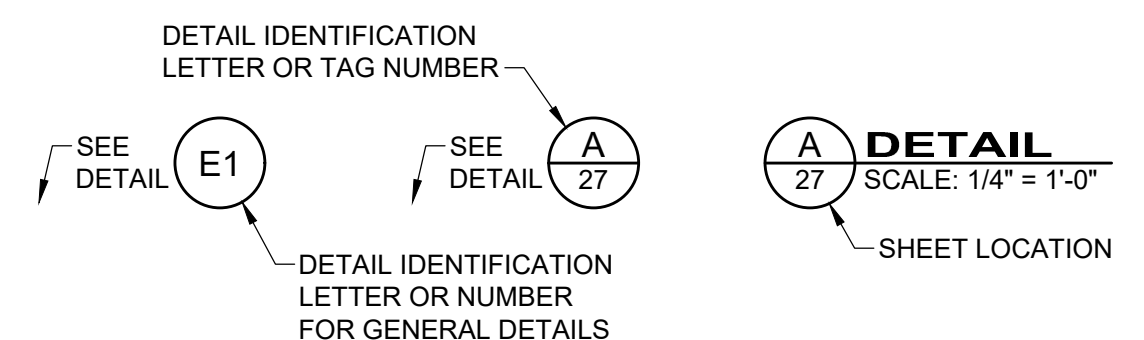 DETAIL IDENTIFICATION
LETTER OR TAG NUMBER
SEE
DETAIL
E1
SEE
DETAIL
A
27
A
27
DETAIL
SCALE: 1/4" = 1'-0"
SHEET LOCATION
DETAIL IDENTIFICATION
LETTER OR NUMBER
FOR GENERAL DETAILS